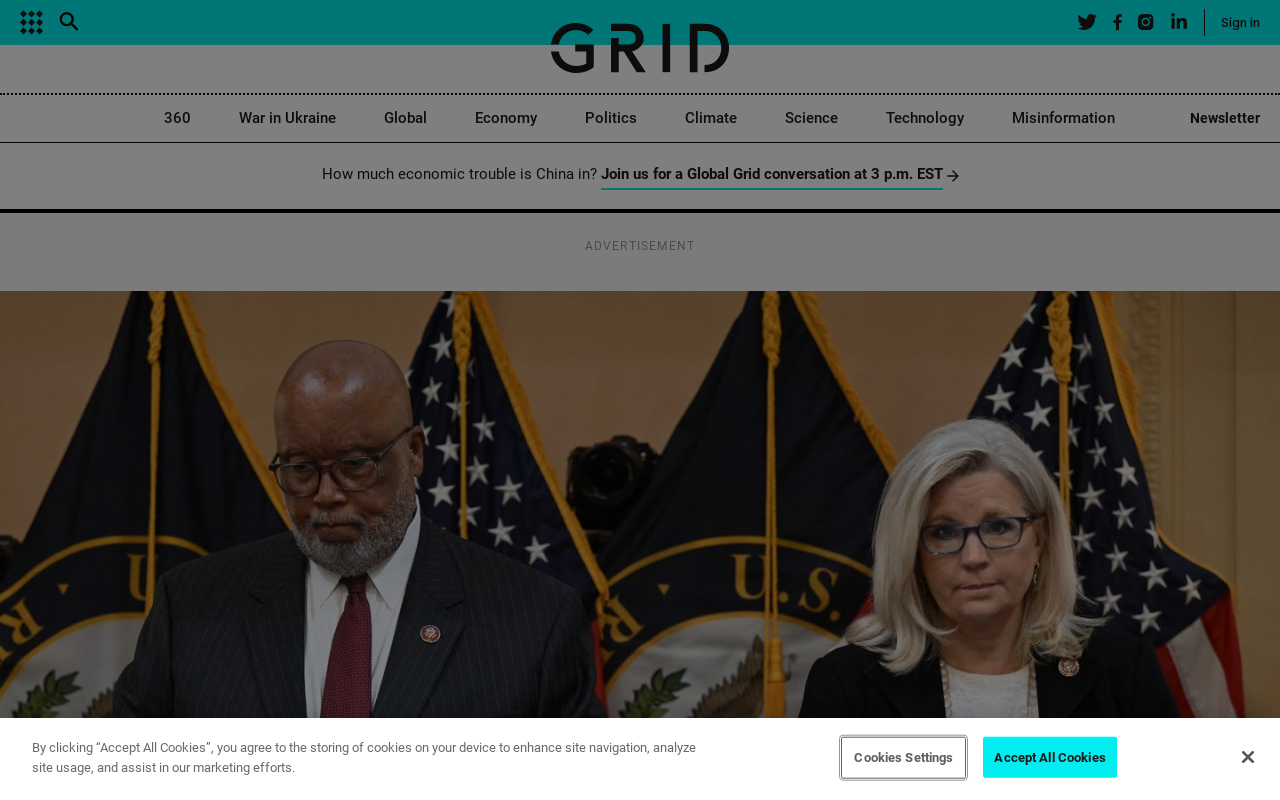 Sign in
GRID
360 War in Ukraine Global Economy Politics Climate Science Technology Misinformation Newsletter
How much economic trouble is China in? Join us for a Global Grid conversation at 3 p.m. EST
ADVERTISEMENT
U.S.
U.S.
By clicking “Accept All Cookies”, you agree to the storing of cookies on your device to enhance site navigation, analyze
site usage, and assist in our marketing efforts.
Cookies Settings
Accept All Cookies